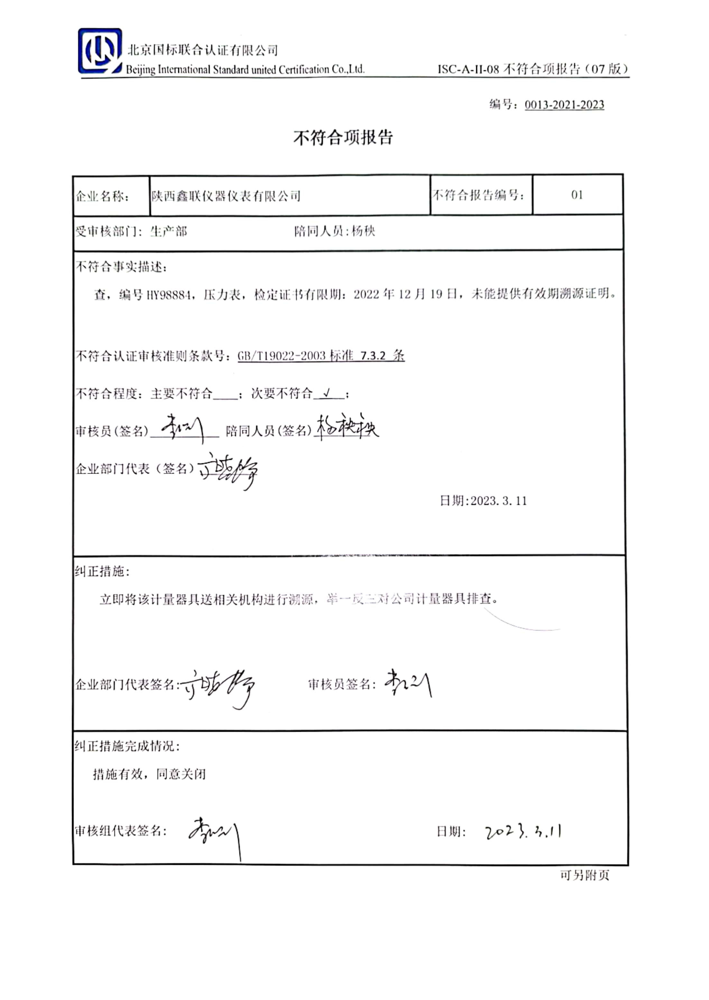 北京国标联合认证有限公司
Beijing International Standard united Certification Co.,Ltd.
ISC-A-II-08 不符合项报告（07 版）
编号：0013-2021-2023
不符合项报告
企业名称：
陕西鑫联仪器仪表有限公司
不符合报告编号：
01
受审核部门：生产部 陪同人员:杨秧
不符合事实描述：
查，编号 HY98884，压力表，检定证书有限期：2022 年 12 月 19 日，未能提供有效期溯源证明。
不符合认证审核准则条款号：GB/T19022-2003 标准 7.3.2 条
不符合程度：主要不符合____；次要不符合 √ ；
审核员(签名) 陪同人员(签名) 杨秧秧
企业部门代表（签名）
日期:2023.3.11
纠正措施：
立即将该计量器具送相关机构进行溯源，举一反三对公司计量器具排查。
企业部门代表签名: 审核员签名：
纠正措施完成情况：
措施有效，同意关闭
审核组代表签名： 日期： 2023.3.11
可另附页